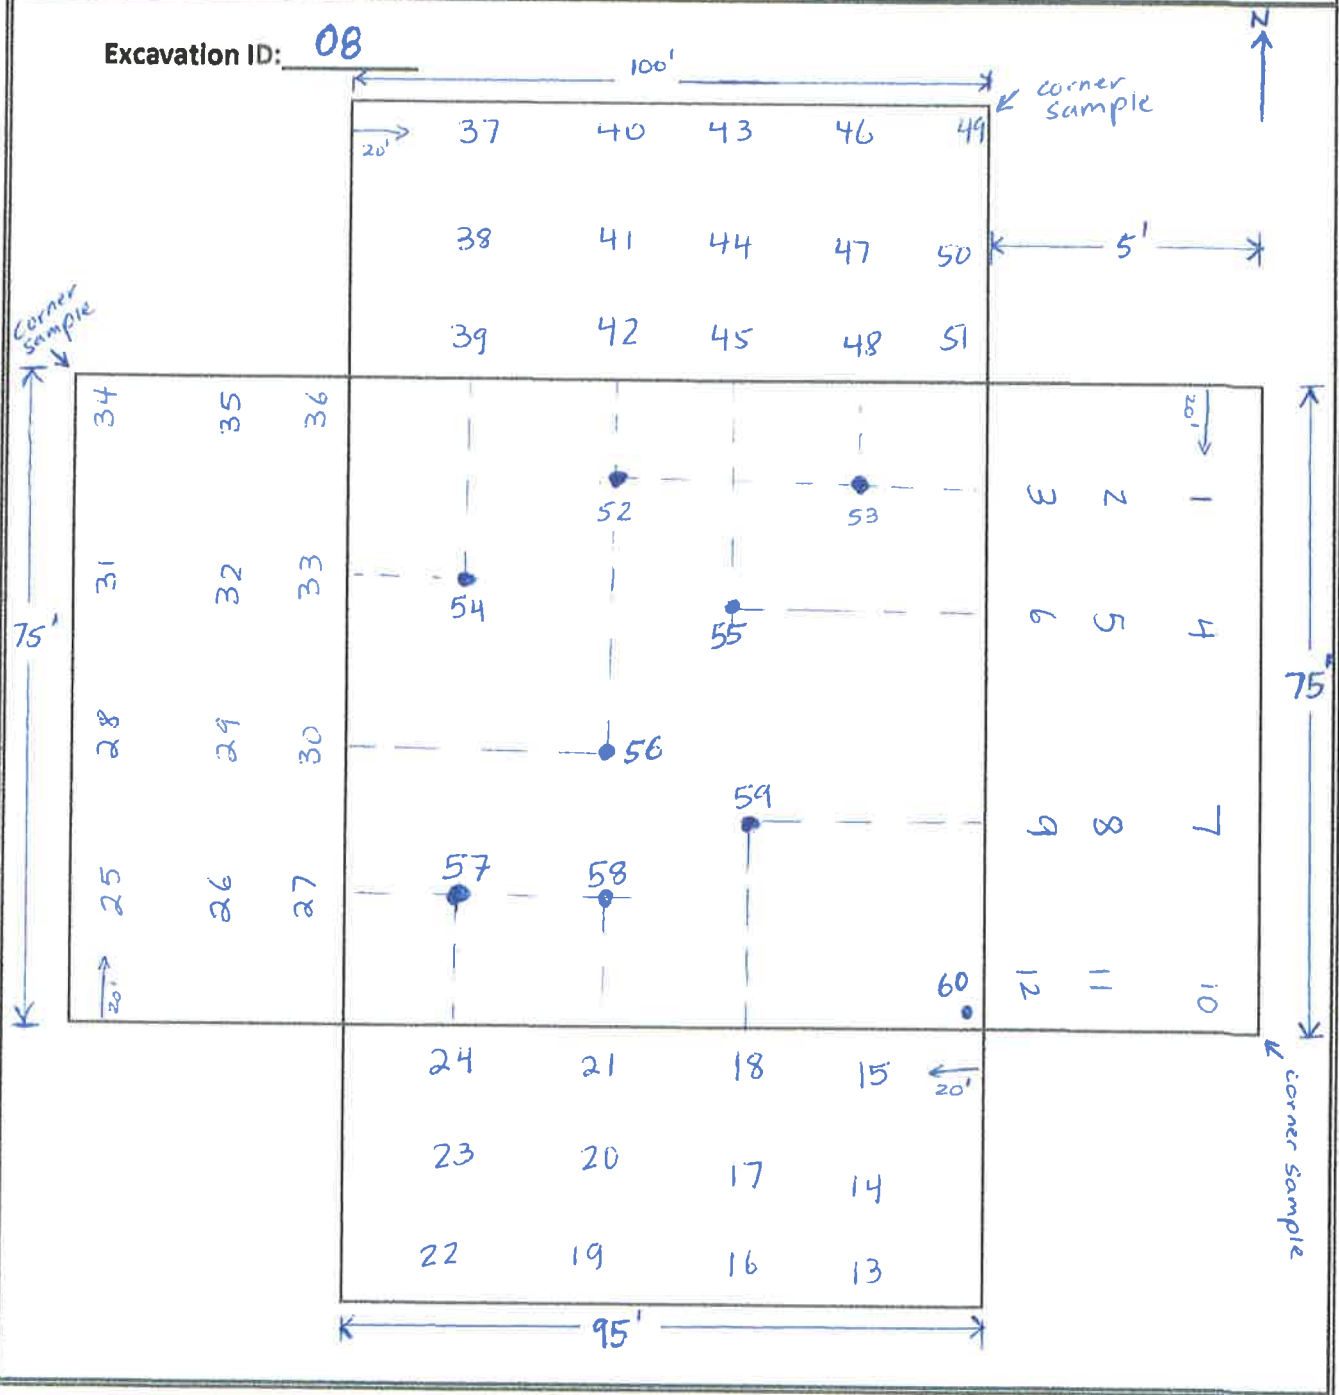 N
Excavation ID: 08
100'
corner
sample
20' 37 40 43 46 49
38 41 44 47 50
5'
39 42 45 48 51
corner
sample
34 35 36
20'
52 53
3 2 1
31 32 33
54
55
6 5 4
75'
75'
28 29 30
56
59
9 8 7
57 58
25 26 27
60
12 11 10
20'
24 21 18 15
20'
corner sample
23 20 17 14
22 19 16 13
95'